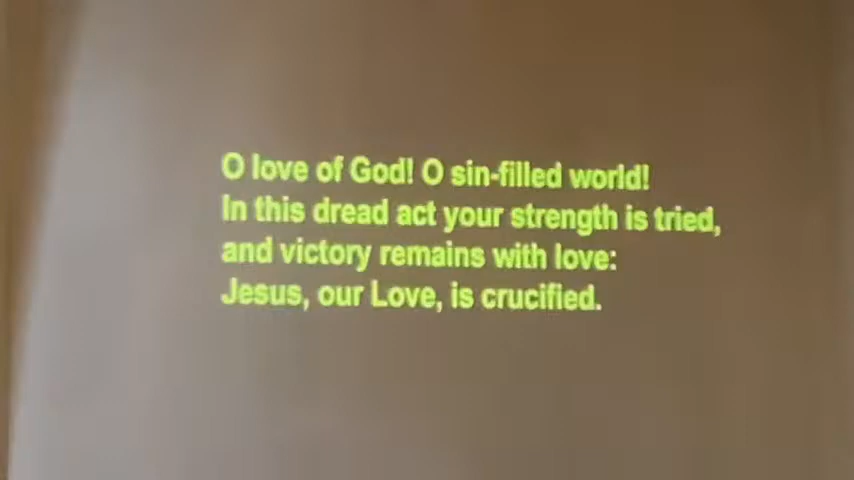 O love of God! O sin-filled world!
In this dread act your strength is tried,
and victory remains with love:
Jesus, our Love, is crucified.